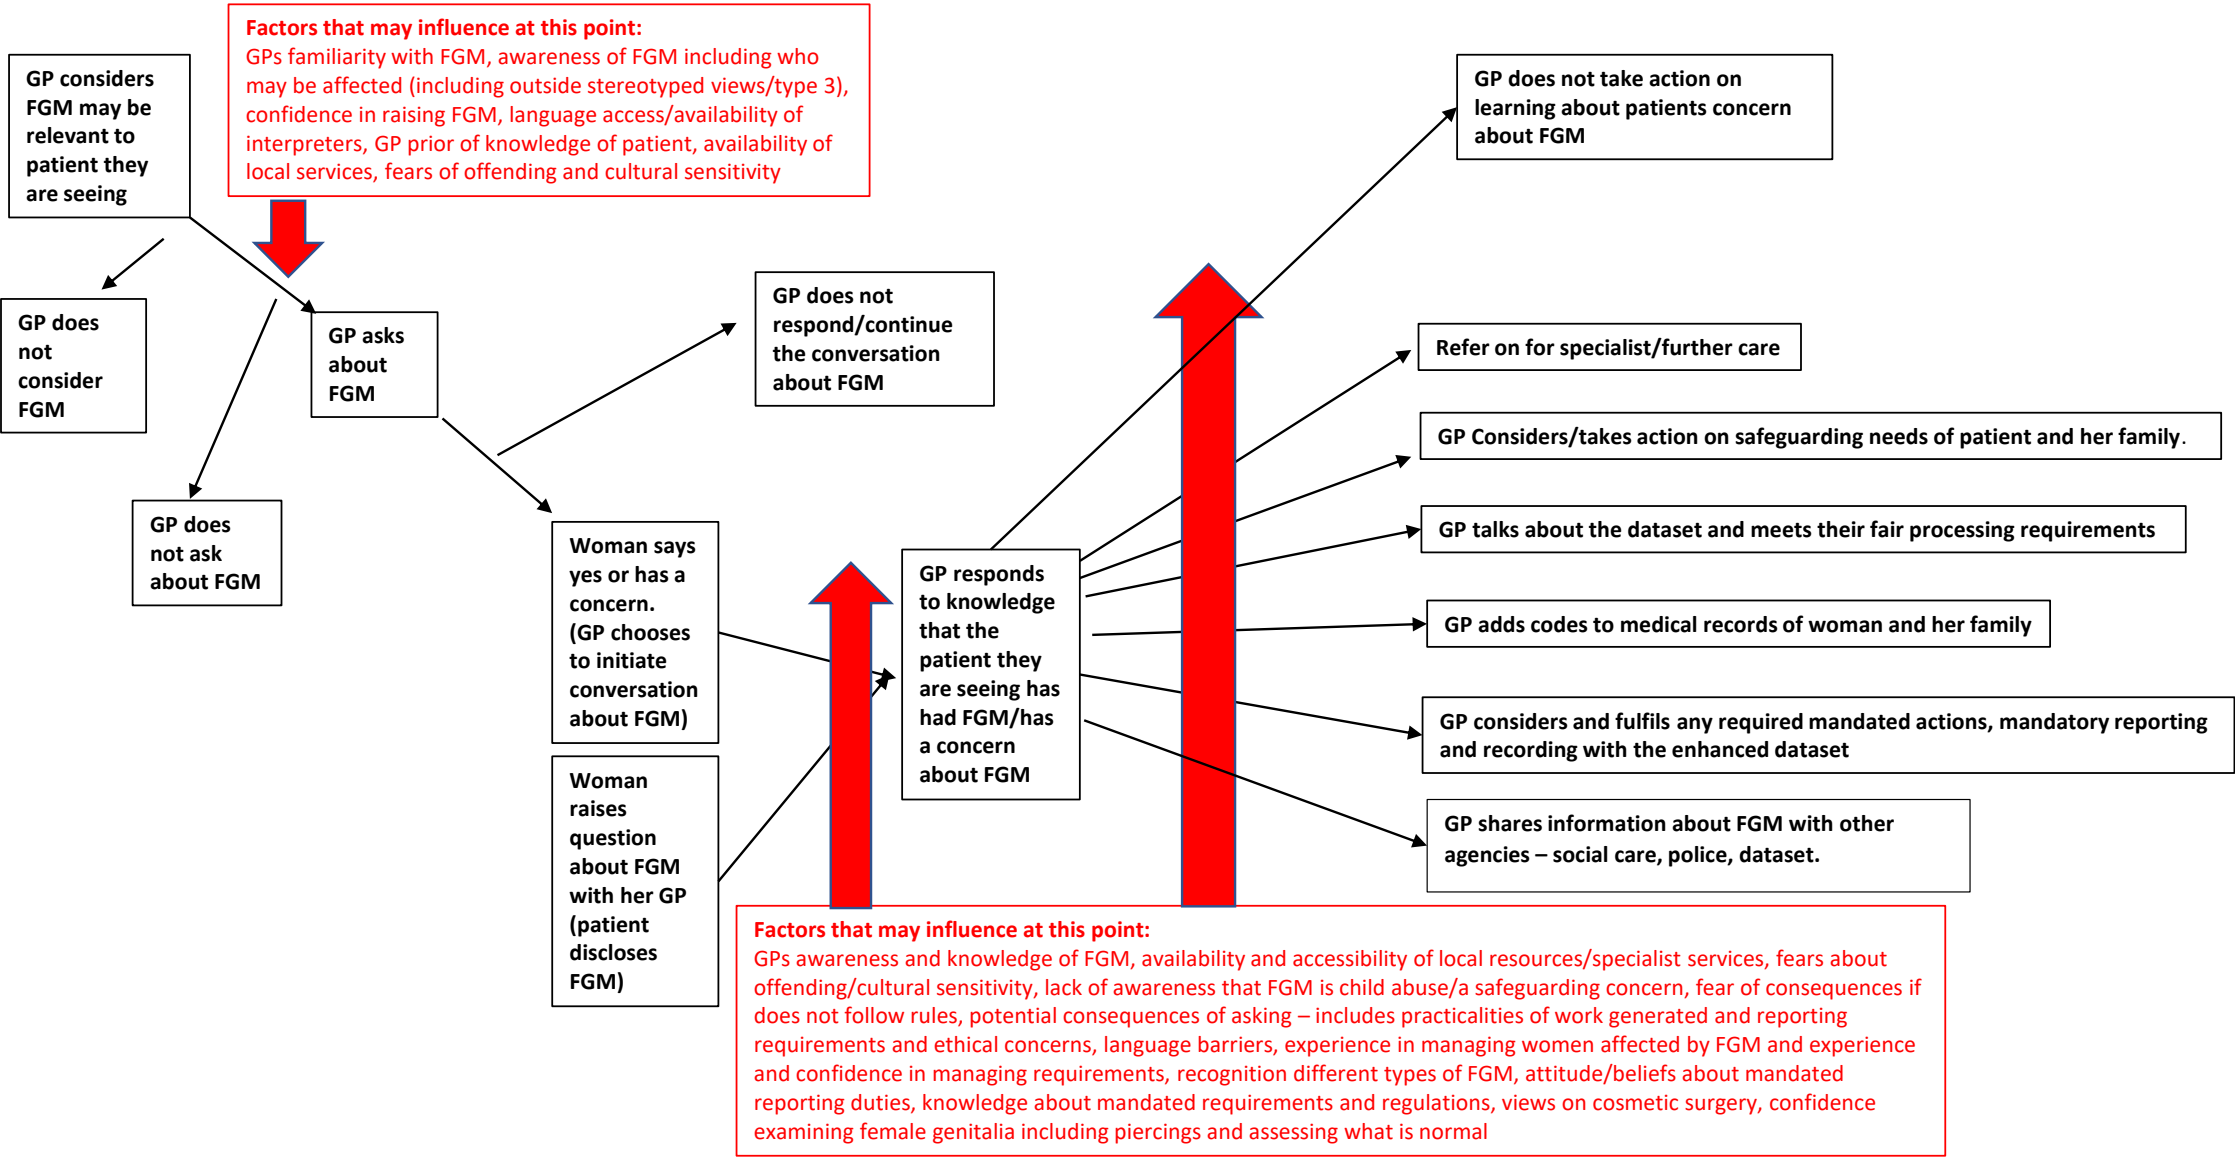 GP considers
FGM may be
relevant to
patient they
are seeing
Factors that may influence at this point:
GPs familiarity with FGM, awareness of FGM including who
may be affected (including outside stereotyped views/type 3),
confidence in raising FGM, language access/availability of
interpreters, GP prior of knowledge of patient, availability of
local services, fears of offending and cultural sensitivity
GP does
not
consider
FGM
GP does
not ask
about FGM
GP asks
about
FGM
GP does not
respond/continue
the conversation
about FGM
Woman says
yes or has a
concern.
(GP chooses
to initiate
conversation
about FGM)
Woman
raises
question
about FGM
with her GP
(patient
discloses
FGM)
GP responds
to knowledge
that the
patient they
are seeing has
had FGM/has
a concern
about FGM
GP does not take action on
learning about patients concern
about FGM
Refer on for specialist/further care
GP Considers/takes action on safeguarding needs of patient and her family.
GP talks about the dataset and meets their fair processing requirements
GP adds codes to medical records of woman and her family
GP considers and fulfils any required mandated actions, mandatory reporting
and recording with the enhanced dataset
GP shares information about FGM with other
agencies – social care, police, dataset.
Factors that may influence at this point:
GPs awareness and knowledge of FGM, availability and accessibility of local resources/specialist services, fears about
offending/cultural sensitivity, lack of awareness that FGM is child abuse/a safeguarding concern, fear of consequences if
does not follow rules, potential consequences of asking – includes practicalities of work generated and reporting
requirements and ethical concerns, language barriers, experience in managing women affected by FGM and experience
and confidence in managing requirements, recognition different types of FGM, attitude/beliefs about mandated
reporting duties, knowledge about mandated requirements and regulations, views on cosmetic surgery, confidence
examining female genitalia including piercings and assessing what is normal